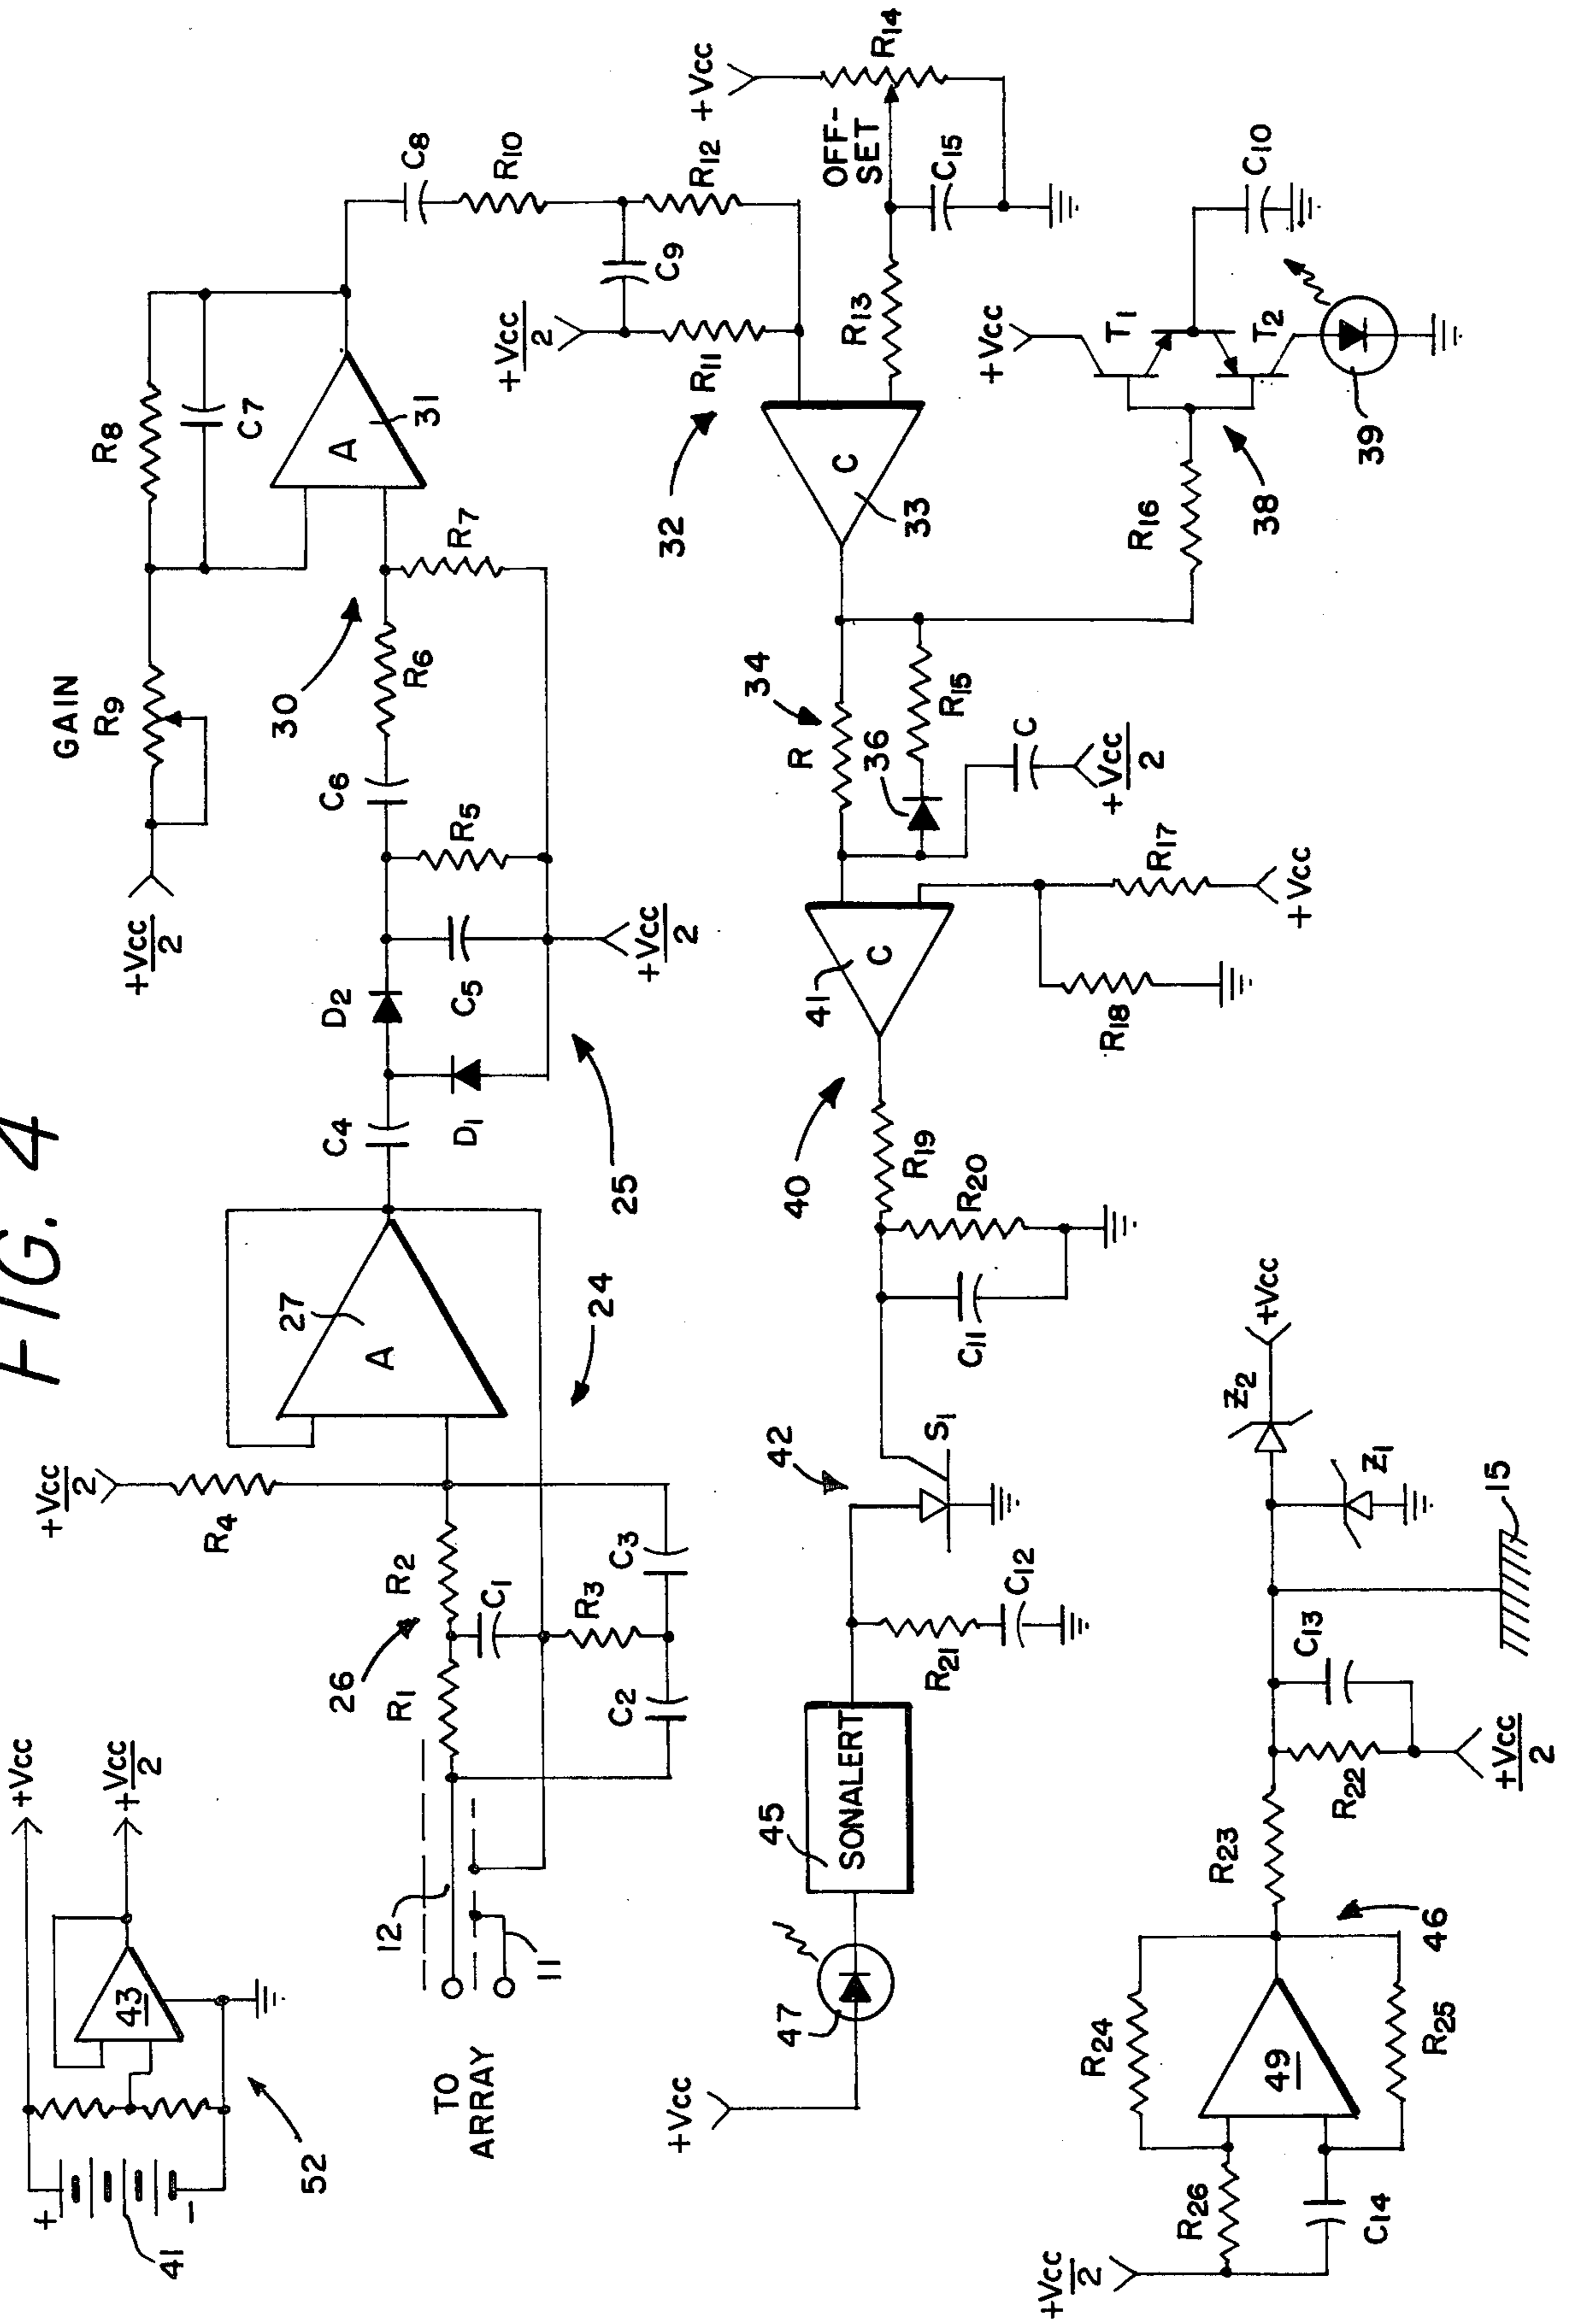 FIG. 4
+Vcc
+Vcc
2
43
+
-
41
52
TO
ARRAY
12
11
+Vcc
2
R4
26
R1
R2
C1
R3
C2
C3
27
A
24
C4
D1
D2
C5
R5
25
+Vcc
2
C6
R6
30
R7
+Vcc
2
GAIN
R9
R8
C7
A
31
C8
R10
C9
R12
+Vcc
2
R11
32
+Vcc
R14
OFF-
SET
C15
R13
C
33
34
R
R15
36
C
+Vcc
2
R16
38
+Vcc
T1
T2
C10
39
41
C
40
R17
+Vcc
R18
R19
R20
C11
42
S1
R21
C12
45
SONALERT
47
+Vcc
+Vcc
2
R26
C14
R24
49
R25
46
R23
R22
C13
+Vcc
2
15
Z1
Z2
+Vcc